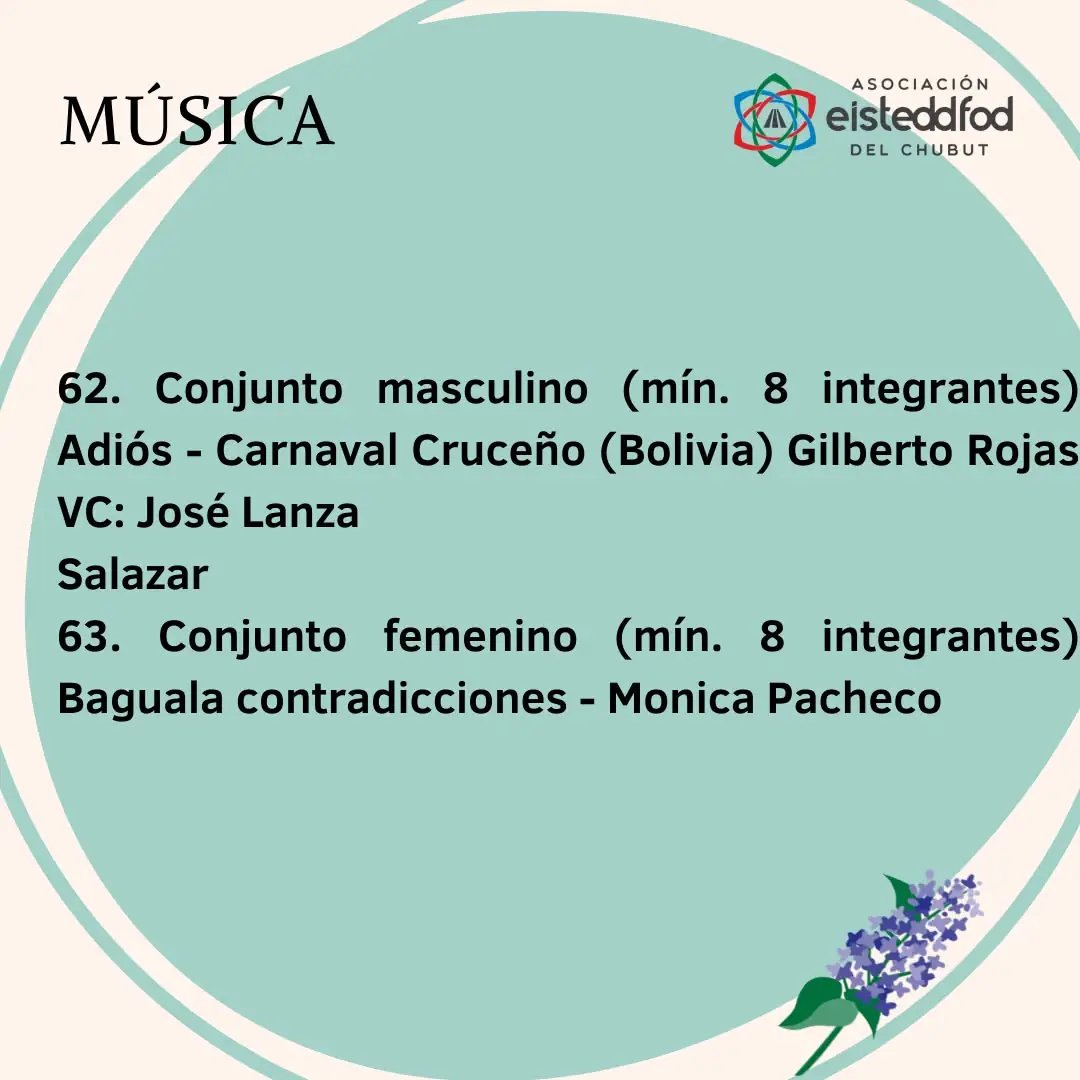 MÚSICA
ASOCIACIÓN
eisteddfod
DEL CHUBUT
62. Conjunto masculino (mín. 8 integrantes)
Adiós - Carnaval Cruceño (Bolivia) Gilberto Rojas
VC: José Lanza
Salazar
63. Conjunto femenino (mín. 8 integrantes)
Baguala contradicciones - Monica Pacheco